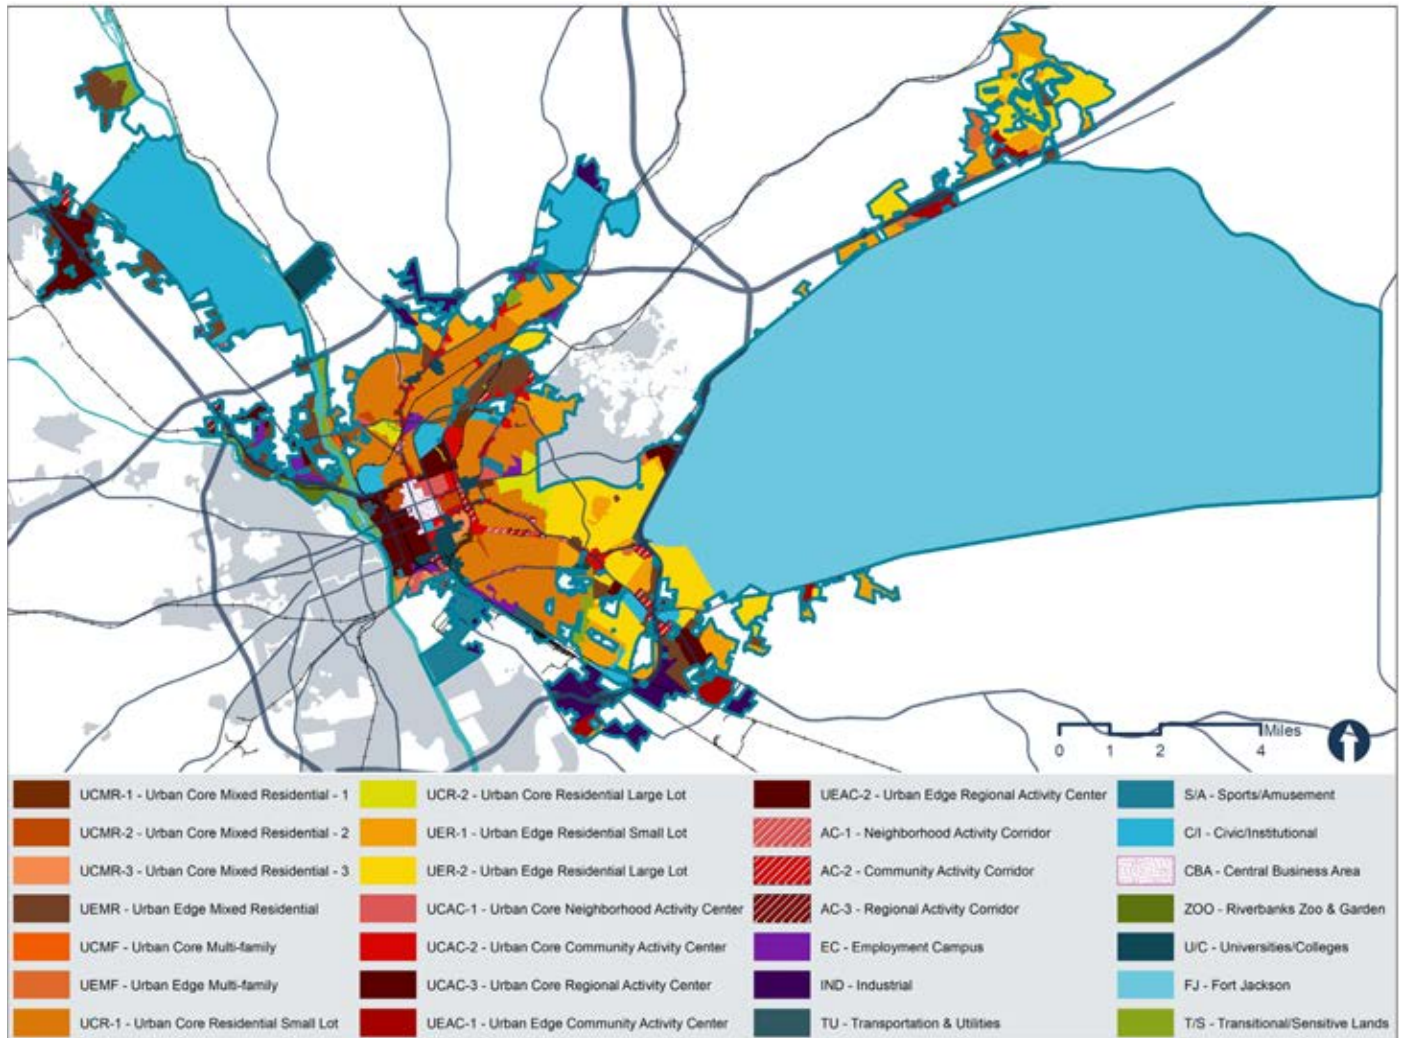 Miles
0 1 2 4
UCMR-1 - Urban Core Mixed Residential - 1
UCMR-2 - Urban Core Mixed Residential - 2
UCMR-3 - Urban Core Mixed Residential - 3
UEMR - Urban Edge Mixed Residential
UCMF - Urban Core Multi-family
UEMF - Urban Edge Multi-family
UCR-1 - Urban Core Residential Small Lot
UCR-2 - Urban Core Residential Large Lot
UER-1 - Urban Edge Residential Small Lot
UER-2 - Urban Edge Residential Large Lot
UCAC-1 - Urban Core Neighborhood Activity Center
UCAC-2 - Urban Core Community Activity Center
UCAC-3 - Urban Core Regional Activity Center
UEAC-1 - Urban Edge Community Activity Center
UEAC-2 - Urban Edge Regional Activity Center
AC-1 - Neighborhood Activity Corridor
AC-2 - Community Activity Corridor
AC-3 - Regional Activity Corridor
EC - Employment Campus
IND - Industrial
TU - Transportation & Utilities
S/A - Sports/Amusement
C/I - Civic/Institutional
CBA - Central Business Area
ZOO - Riverbanks Zoo & Garden
U/C - Universities/Colleges
FJ - Fort Jackson
T/S - Transitional/Sensitive Lands